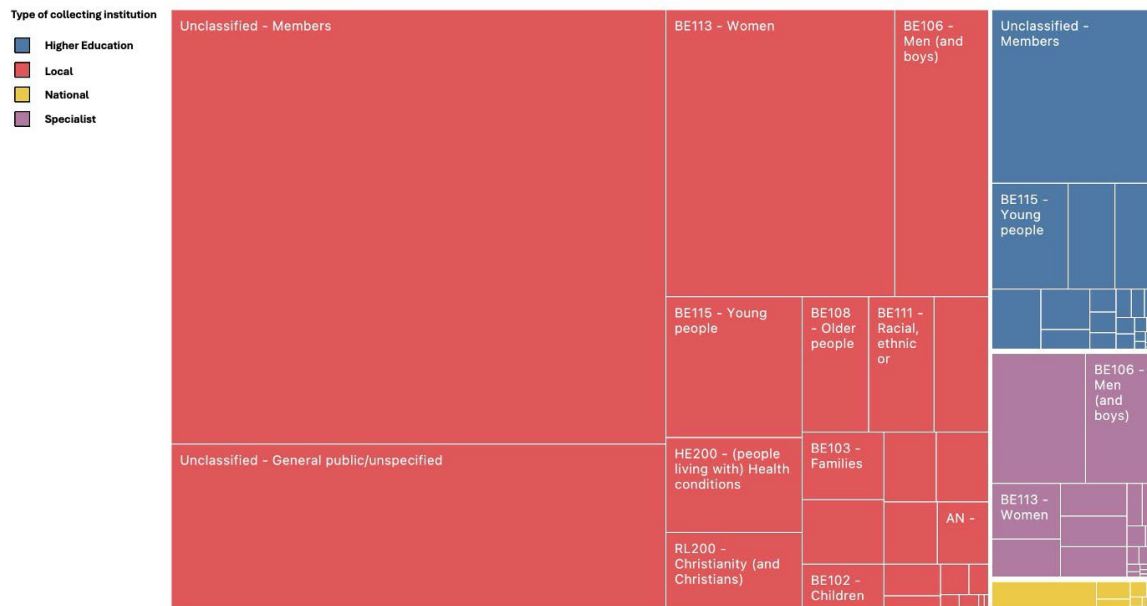 Type of collecting institution
Higher Education
Local
National
Specialist
Unclassified - Members
BE113 - Women
BE106 -
Men (and
boys)
Unclassified -
Members
BE115 -
Young
people
BE115 - Young
people
BE108
- Older
people
BE111 -
Racial,
ethnic
or
BE106 -
Men
(and
boys)
Unclassified - General public/unspecified
HE200 - (people
living with) Health
conditions
BE103 -
Families
BE113 -
Women
AN -
RL200 -
Christianity (and
Christians)
BE102 -
Children